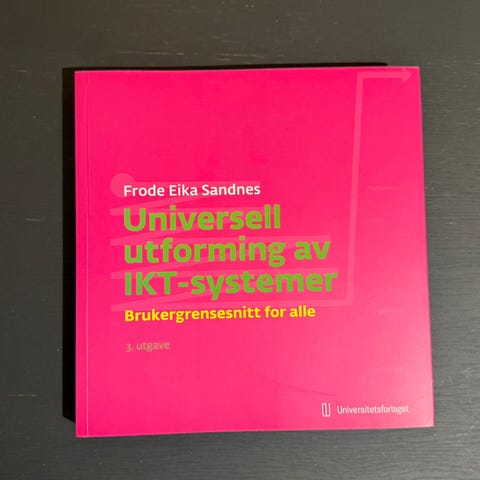 Frode Eika Sandnes
Universell
utforming av
IKT-systemer
Brukergrensesnitt for alle
3. utgave
Universitetsforlaget